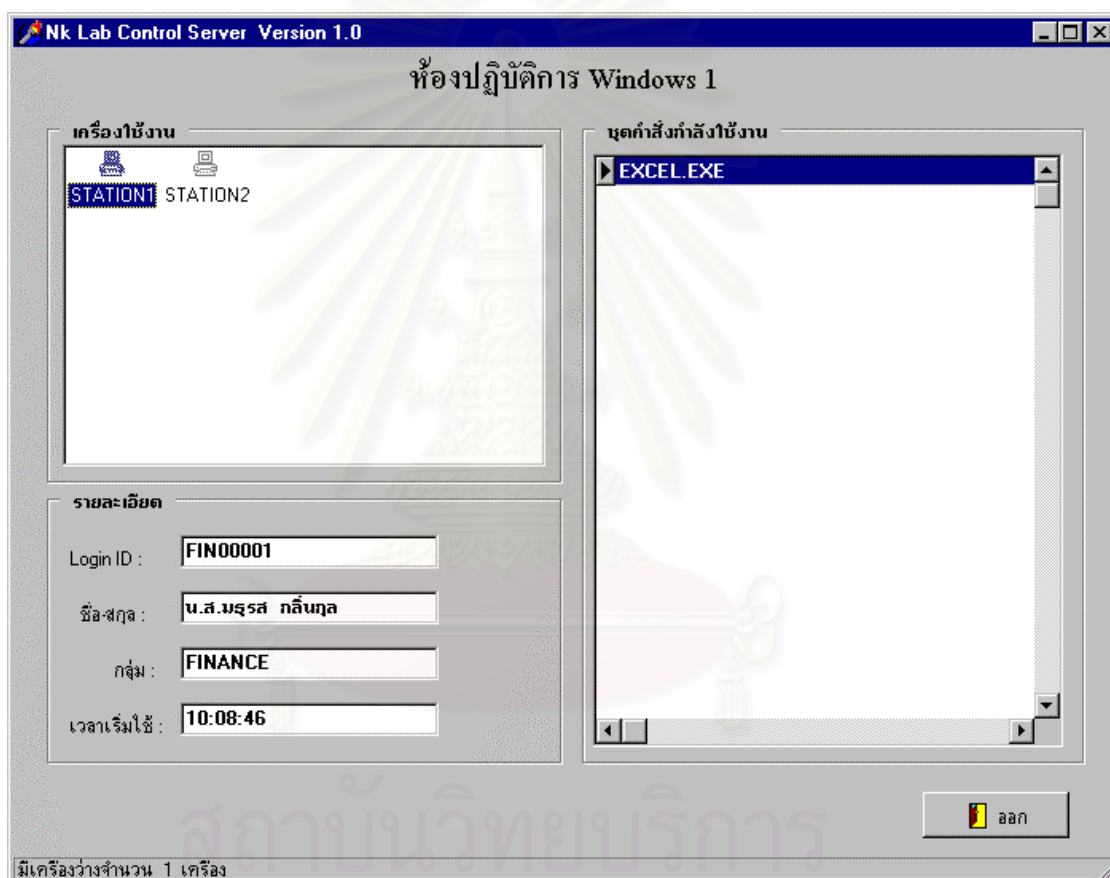 Nk Lab Control Server Version 1.0
ห้องปฏิบัติการ Windows 1
เครื่องใช้งาน
STATION1 STATION2
ชุดคำสั่งกำลังใช้งาน
EXCEL.EXE
รายละเอียด
Login ID : FIN00001
ชื่อ-สกุล : น.ส.มธุรส กลิ่นกุล
กลุ่ม : FINANCE
เวลาเริ่มใช้ : 10:08:46
ออก
สถาบันวิทยบริการ
มีเครื่องว่างจำนวน 1 เครื่อง